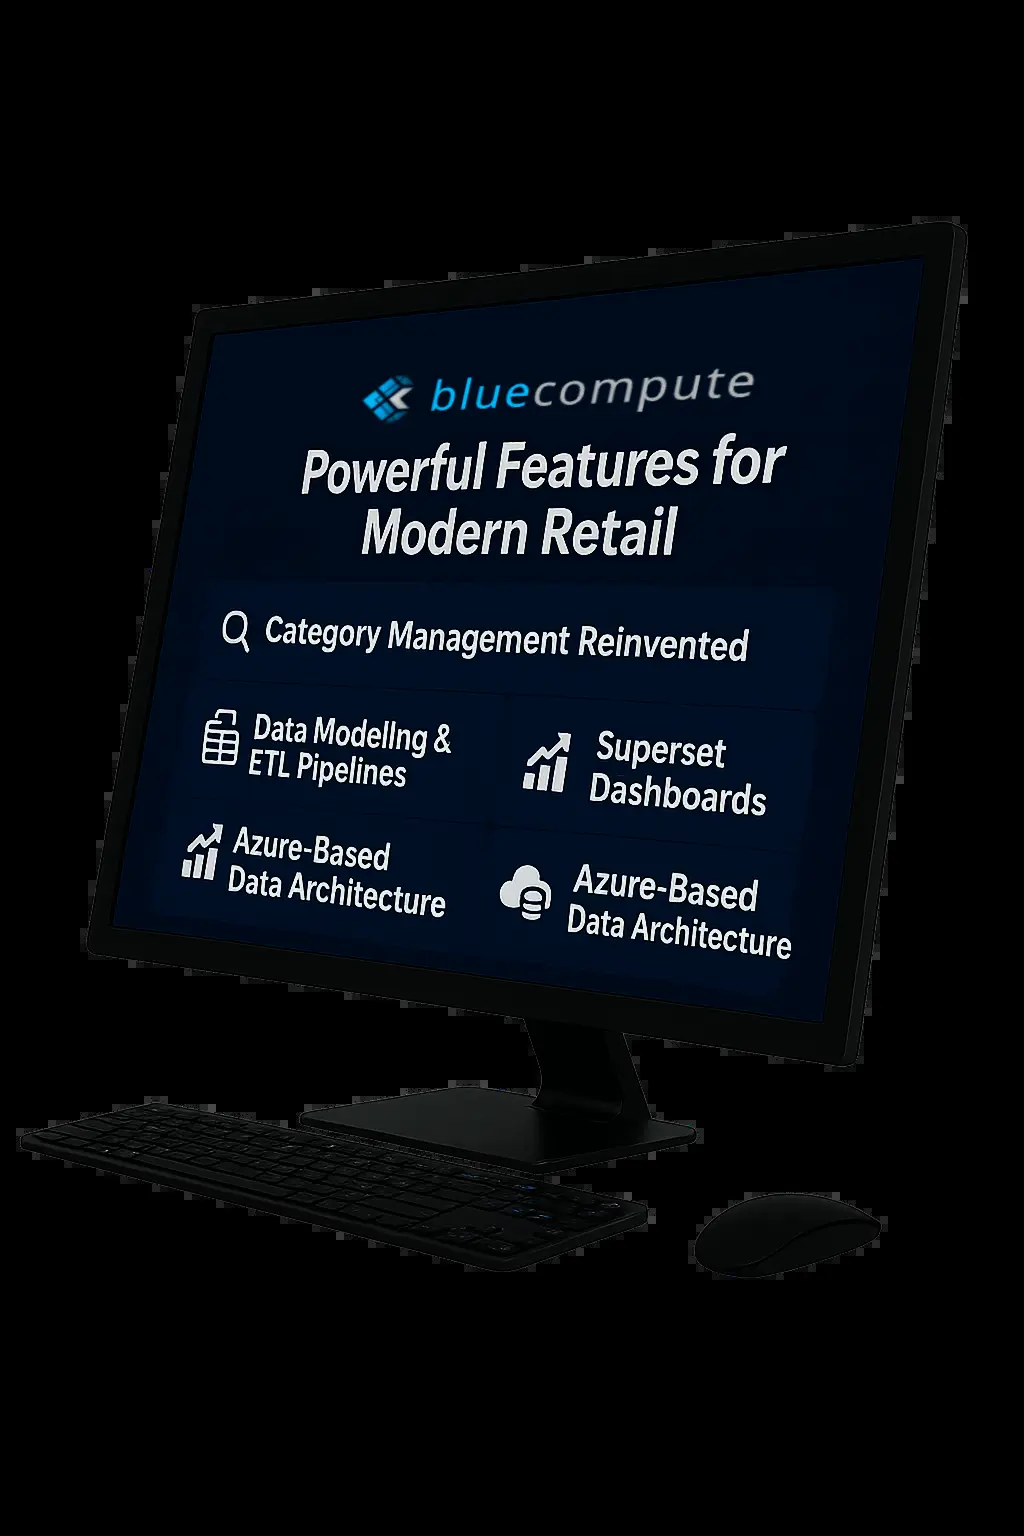 bluecompute
Powerful Features for
Modern Retail
Category Management Reinvented
Data Modellng &
ETL Pipelines
Superset
Dashboards
Azure-Based
Data Architecture
Azure-Based
Data Architecture